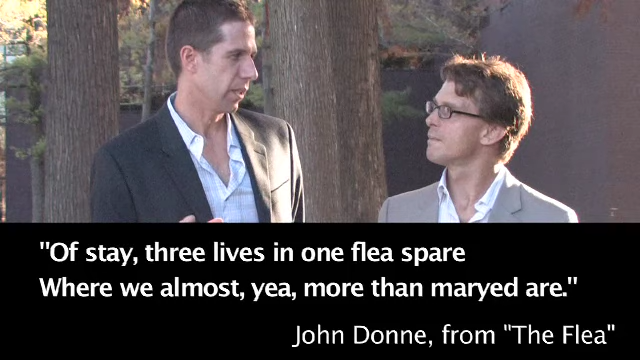 "Of stay, three lives in one flea spare
Where we almost, yea, more than maryed are."
John Donne, from "The Flea"